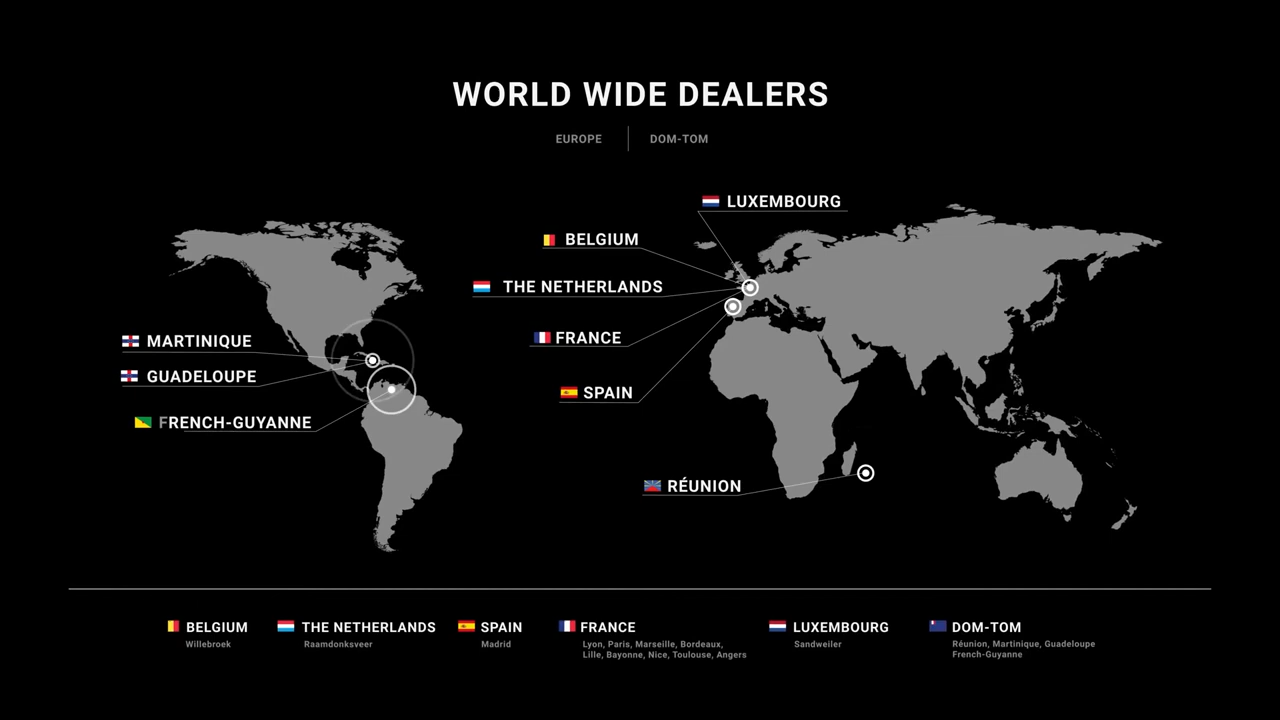 WORLD WIDE DEALERS
EUROPE
DOM-TOM
LUXEMBOURG
BELGIUM
THE NETHERLANDS
FRANCE
SPAIN
MARTINIQUE
GUADELOUPE
FRENCH-GUYANNE
RÉUNION
BELGIUM
Willebroek
THE NETHERLANDS
Raamdonksveer
SPAIN
Madrid
FRANCE
Lyon, Paris, Marseille, Bordeaux,
Lille, Bayonne, Nice, Toulouse, Angers
LUXEMBOURG
Sandweiler
DOM-TOM
Réunion, Martinique, Guadeloupe
French-Guyanne